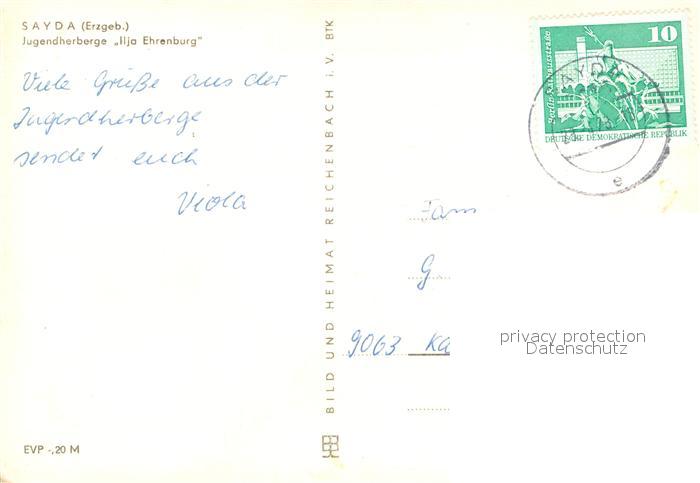 SAYDA (Erzgeb.)
Jugendherberge „Ilja Ehrenburg"
Viele Grüße aus der
Jugendherberge
sendet euch
Viola
EVP -,20 M
BILD UND HEIMAT REICHENBACH i. V. BTK
10
Berlin-Rathausstraße
DEUTSCHE DEMOKRATISCHE REPUBLIK
SAYDA
e
Fam
G
9063 Ka
privacy protection
Datenschutz